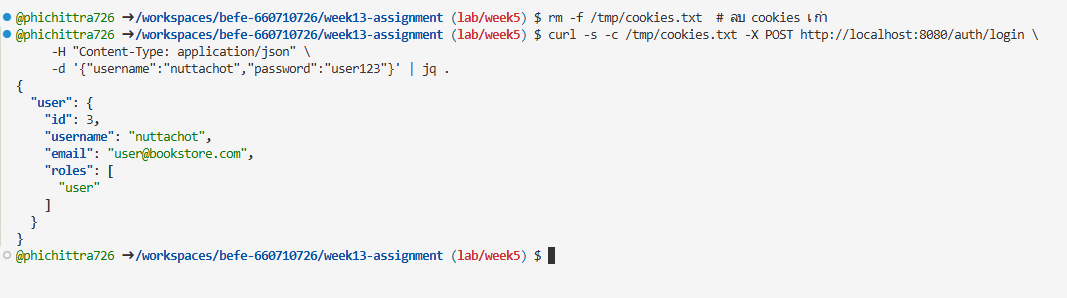 @phichittra726 ➜/workspaces/befe-660710726/week13-assignment (lab/week5) $ rm -f /tmp/cookies.txt  # ลบ cookies เก่า
@phichittra726 ➜/workspaces/befe-660710726/week13-assignment (lab/week5) $ curl -s -c /tmp/cookies.txt -X POST http://localhost:8080/auth/login \
     -H "Content-Type: application/json" \
     -d '{"username":"nuttachot","password":"user123"}' | jq .
{
  "user": {
    "id": 3,
    "username": "nuttachot",
    "email": "user@bookstore.com",
    "roles": [
      "user"
    ]
  }
}
@phichittra726 ➜/workspaces/befe-660710726/week13-assignment (lab/week5) $